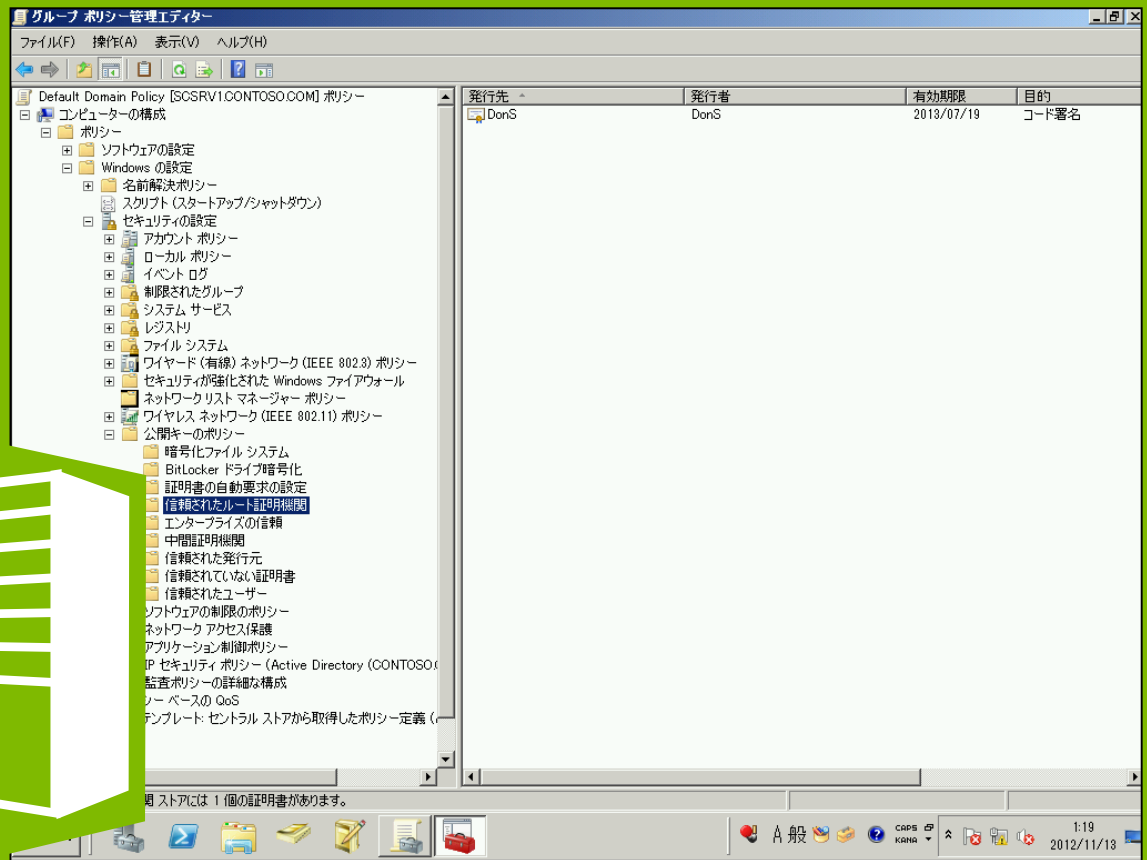 グループ ポリシー管理エディター
ファイル(F) 操作(A) 表示(V) ヘルプ(H)
Default Domain Policy [SCSRV1.CONTOSO.COM] ポリシー
コンピューターの構成
ポリシー
ソフトウェアの設定
Windows の設定
名前解決ポリシー
スクリプト (スタートアップ/シャットダウン)
セキュリティの設定
アカウント ポリシー
ローカル ポリシー
イベント ログ
制限されたグループ
システム サービス
レジストリ
ファイル システム
ワイヤード (有線) ネットワーク (IEEE 802.3) ポリシー
セキュリティが強化された Windows ファイアウォール
ネットワーク リスト マネージャー ポリシー
ワイヤレス ネットワーク (IEEE 802.11) ポリシー
公開キーのポリシー
暗号化ファイル システム
BitLocker ドライブ暗号化
証明書の自動要求の設定
信頼されたルート証明機関
エンタープライズの信頼
中間証明機関
信頼された発行元
信頼されていない証明書
信頼されたユーザー
ソフトウェアの制限のポリシー
ネットワーク アクセス保護
アプリケーション制御ポリシー
IP セキュリティ ポリシー (Active Directory (CONTOSO.
監査ポリシーの詳細な構成
シー ベースの QoS
テンプレート: セントラル ストアから取得したポリシー定義 (
発行先 発行者 有効期限 目的
DonS DonS 2013/07/19 コード署名
関 ストアには 1 個の証明書があります。
A 般 CAPS KANA 1:19
2012/11/13